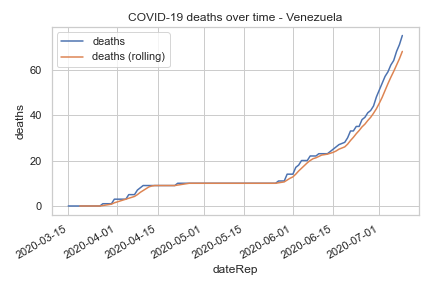 COVID-19 deaths over time - Venezuela
deaths
deaths (rolling)
deaths
60
40
20
0
2020-03-15
2020-04-01
2020-04-15
2020-05-01
2020-05-15
2020-06-01
2020-06-15
2020-07-01
dateRep